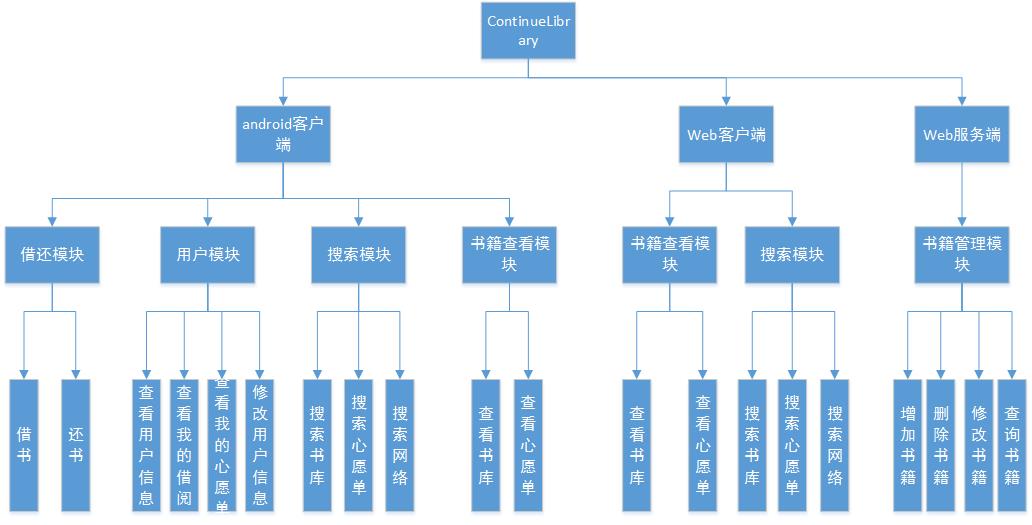 ContinueLibr
ary
android客户
端
Web客户端
Web服务端
借还模块
用户模块
搜索模块
书籍查看模
块
书籍查看模
块
搜索模块
书籍管理模
块
借书
还书
查看用户信息
查看我的借阅
查看我的心愿单
修改用户信息
搜索书库
搜索心愿单
搜索网络
查看书库
查看心愿单
查看书库
查看心愿单
搜索书库
搜索心愿单
搜索网络
增加书籍
删除书籍
修改书籍
查询书籍